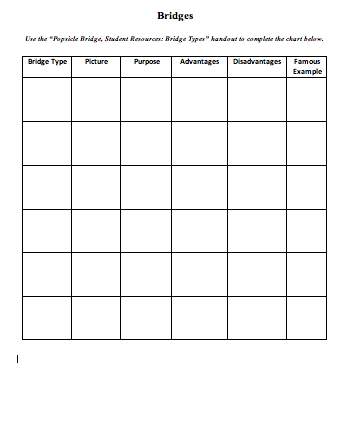 Bridges
Use the "Popsicle Bridge, Student Resources: Bridge Types" handout to complete the chart below.
Bridge Type Picture Purpose Advantages Disadvantages Famous Example